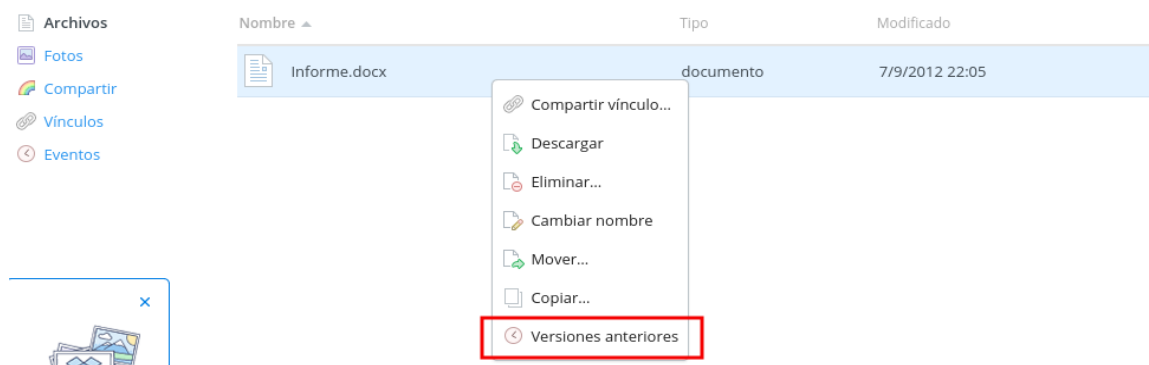 Archivos
Nombre Tipo Modificado
Fotos
Informe.docx documento 7/9/2012 22:05
Compartir
Vínculos
Eventos
Compartir vínculo...
Descargar
Eliminar...
Cambiar nombre
Mover...
Copiar...
Versiones anteriores